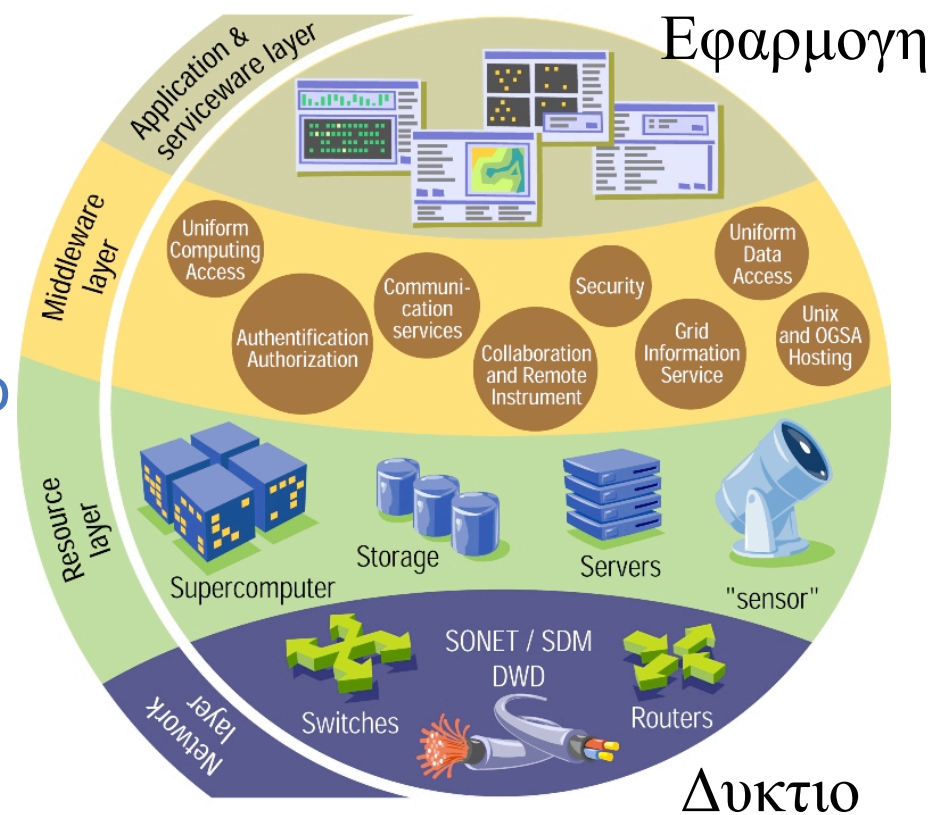 Εφαρμογη
Application &
serviceware layer
Middleware
layer
Uniform
Computing
Access
Authentification
Authorization
Communi-
cation
services
Collaboration
and Remote
Instrument
Security
Grid
Information
Service
Uniform
Data
Access
Unix
and OGSA
Hosting
Resource
layer
Supercomputer
Storage
Servers
"sensor"
Network
layer
Switches
SONET / SDM
DWD
Routers
Δυκτιο